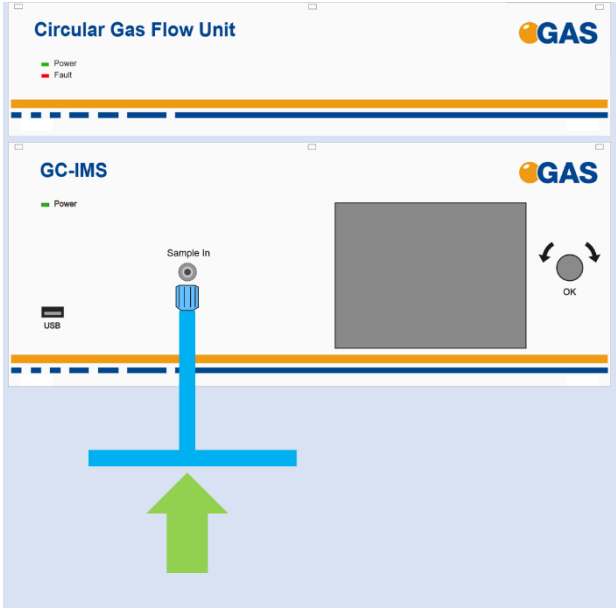 Circular Gas Flow Unit
GAS
Power
Fault
GC-IMS
GAS
Power
Sample In
OK
USB